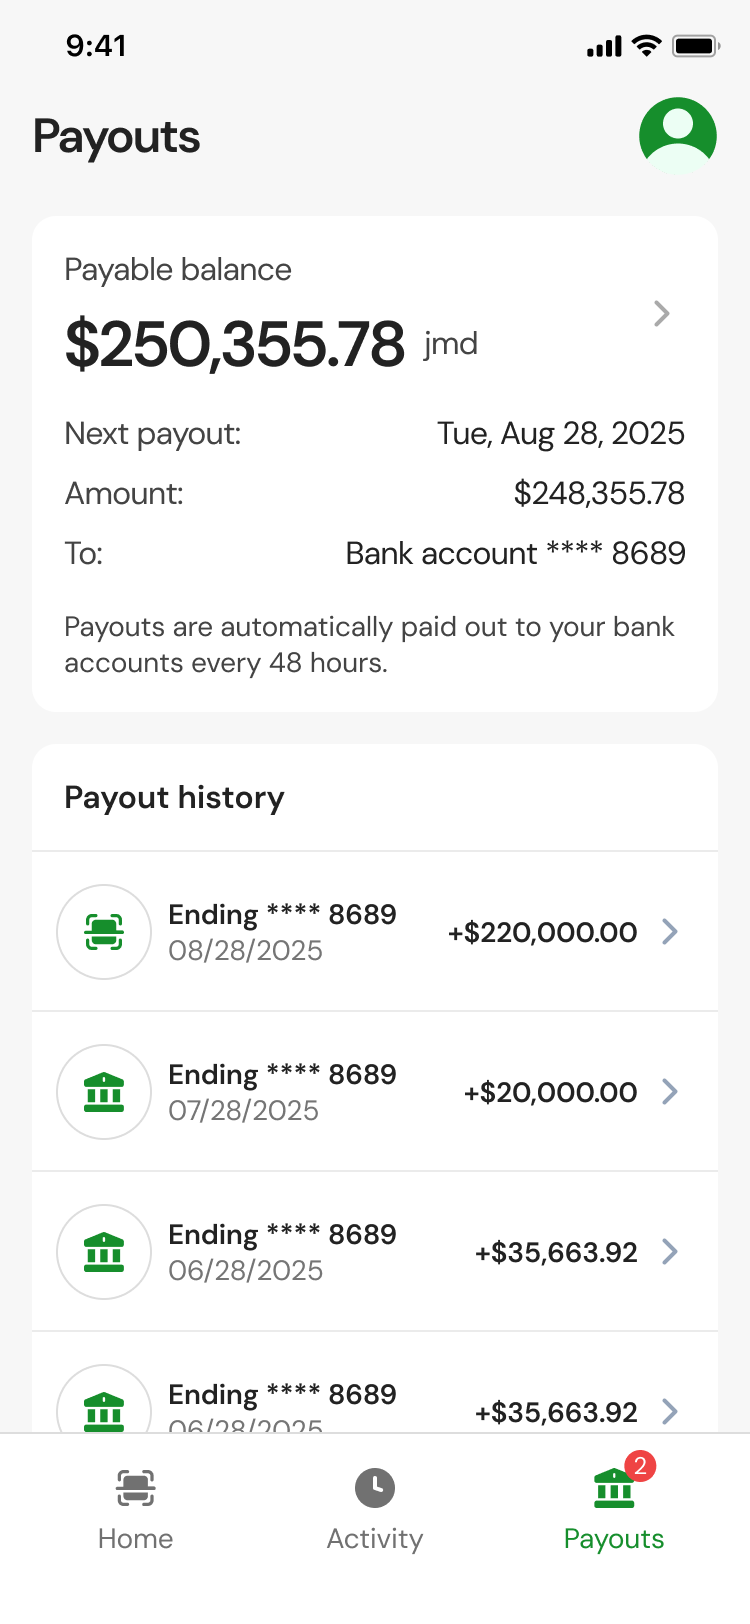 9:41
Payouts
Payable balance
$250,355.78 jmd
Next payout: Tue, Aug 28, 2025
Amount: $248,355.78
To: Bank account **** 8689
Payouts are automatically paid out to your bank
accounts every 48 hours.
Payout history
Ending **** 8689
08/28/2025
+$220,000.00
Ending **** 8689
07/28/2025
+$20,000.00
Ending **** 8689
06/28/2025
+$35,663.92
Ending **** 8689
06/28/2025
+$35,663.92
2
Home
Activity
Payouts